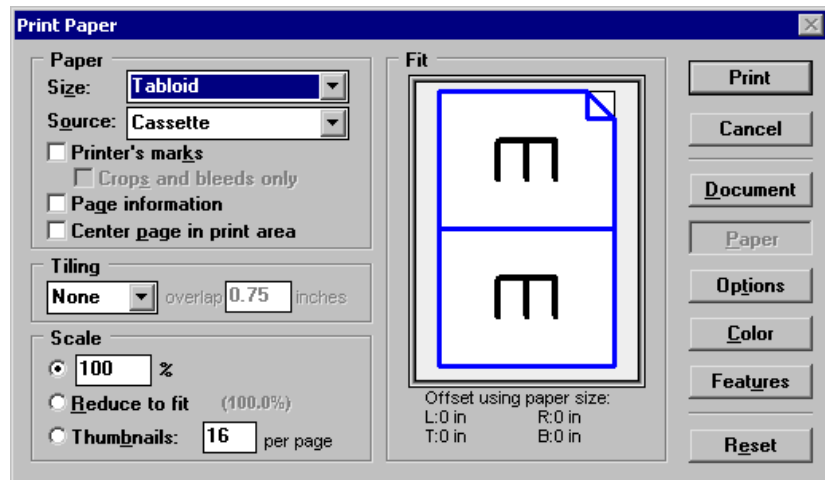 Print Paper
Paper
Size: Tabloid
Source: Cassette
Printer's marks
Crops and bleeds only
Page information
Center page in print area
Tiling
None overlap 0.75 inches
Scale
100 %
Reduce to fit (100.0%)
Thumbnails: 16 per page
Fit
E
E
Offset using paper size:
L:0 in R:0 in
T:0 in B:0 in
Print
Cancel
Document
Paper
Options
Color
Features
Reset